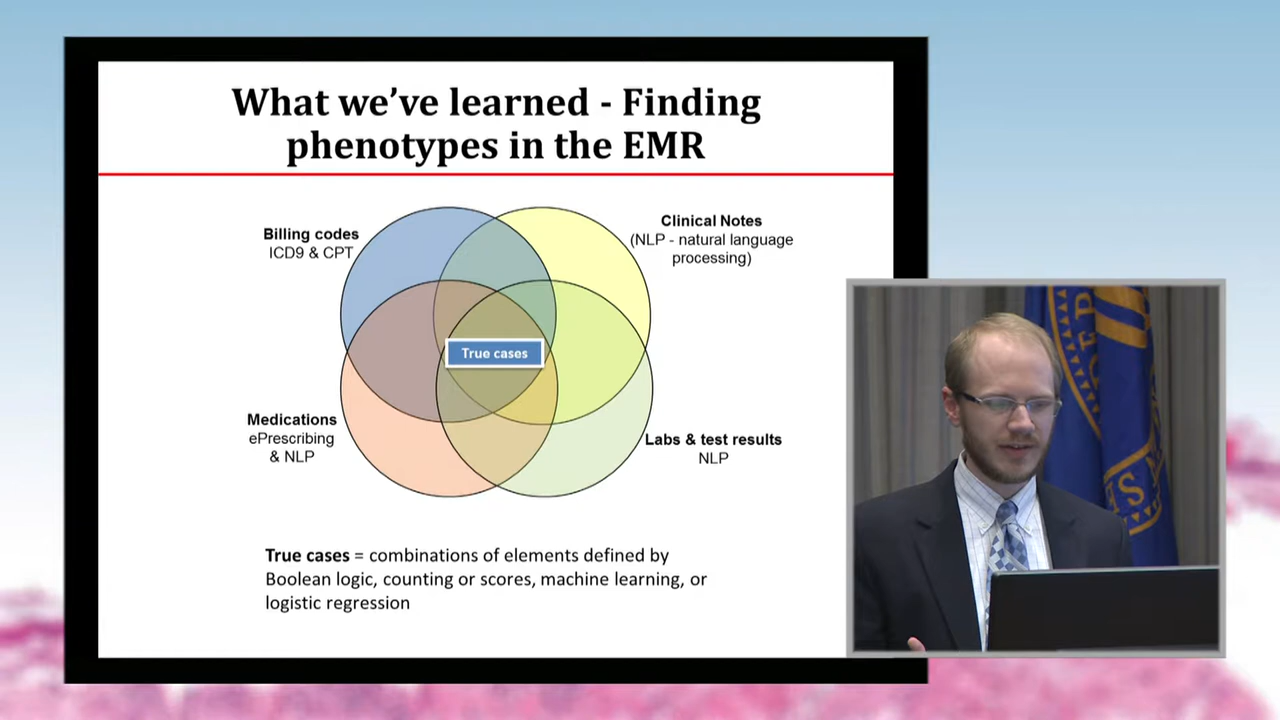 What we've learned - Finding
phenotypes in the EMR
Billing codes
ICD9 & CPT
Clinical Notes
(NLP - natural language
processing)
True cases
Medications
ePrescribing
& NLP
Labs & test results
NLP
True cases = combinations of elements defined by
Boolean logic, counting or scores, machine learning, or
logistic regression